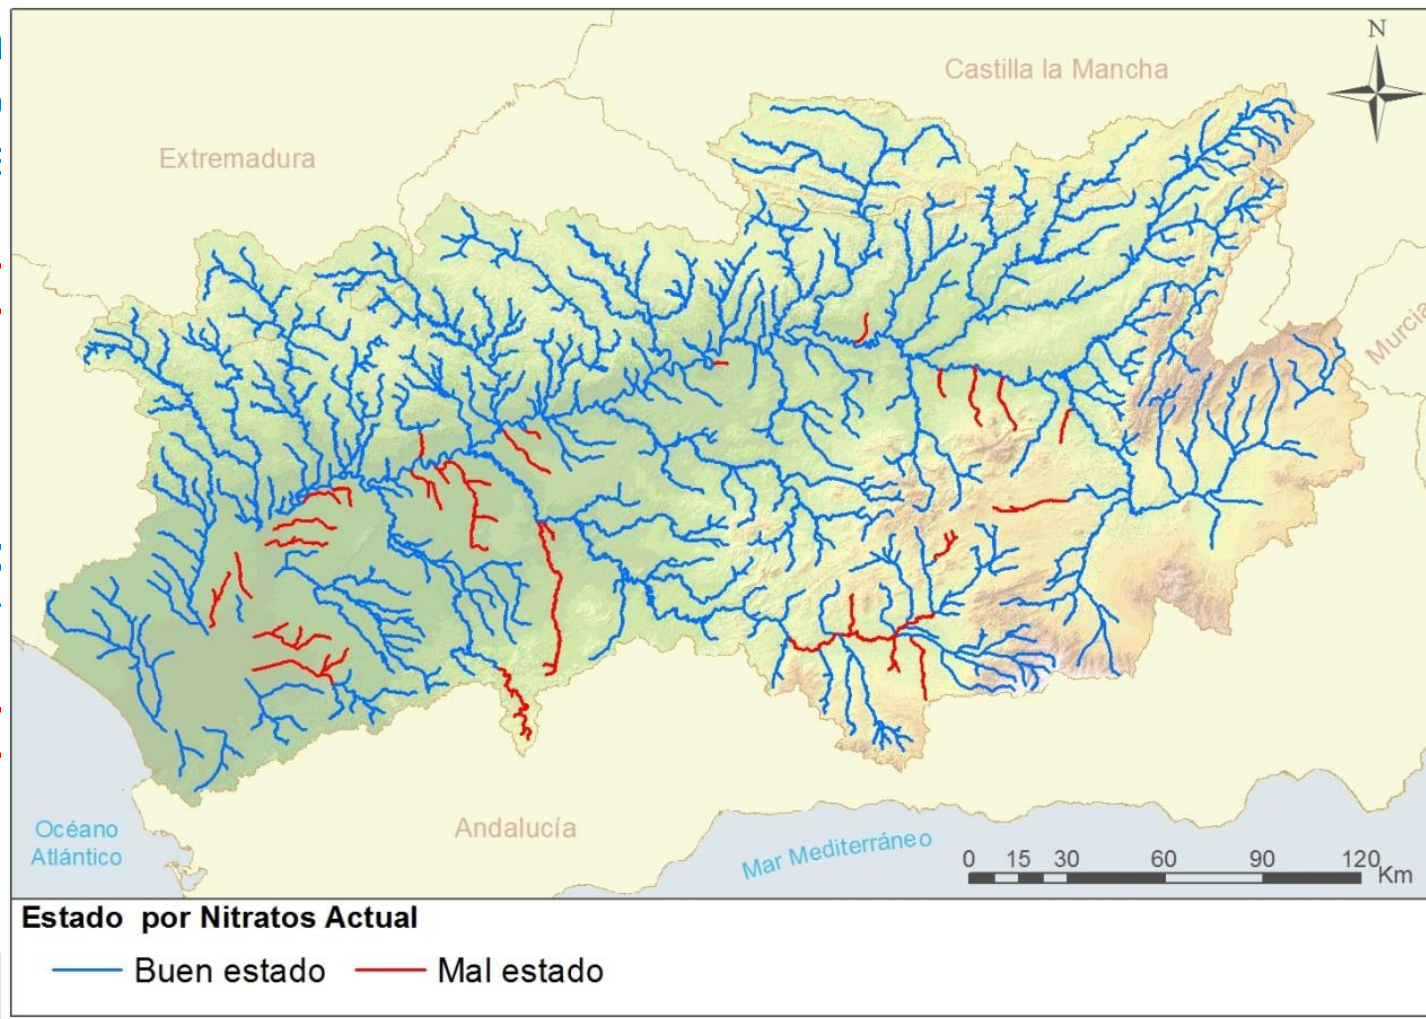 N
Castilla la Mancha
Extremadura
Murcia
Océano
Atlántico
Andalucía
Mar Mediterráneo
0 15 30 60 90 120
Km
Estado por Nitratos Actual
Buen estado
Mal estado